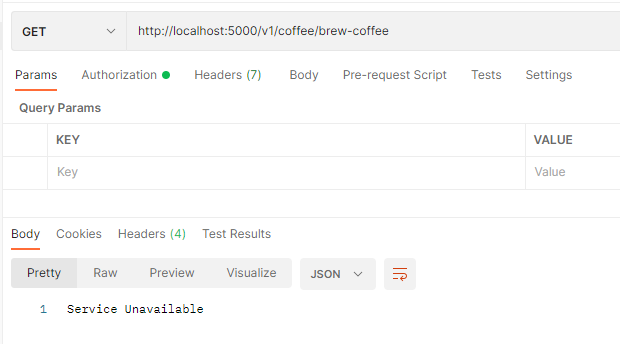 GET http://localhost:5000/v1/coffee/brew-coffee
Params Authorization Headers (7) Body Pre-request Script Tests Settings
Query Params
KEY VALUE
Key Value
Body Cookies Headers (4) Test Results
Pretty Raw Preview Visualize JSON
1 Service Unavailable